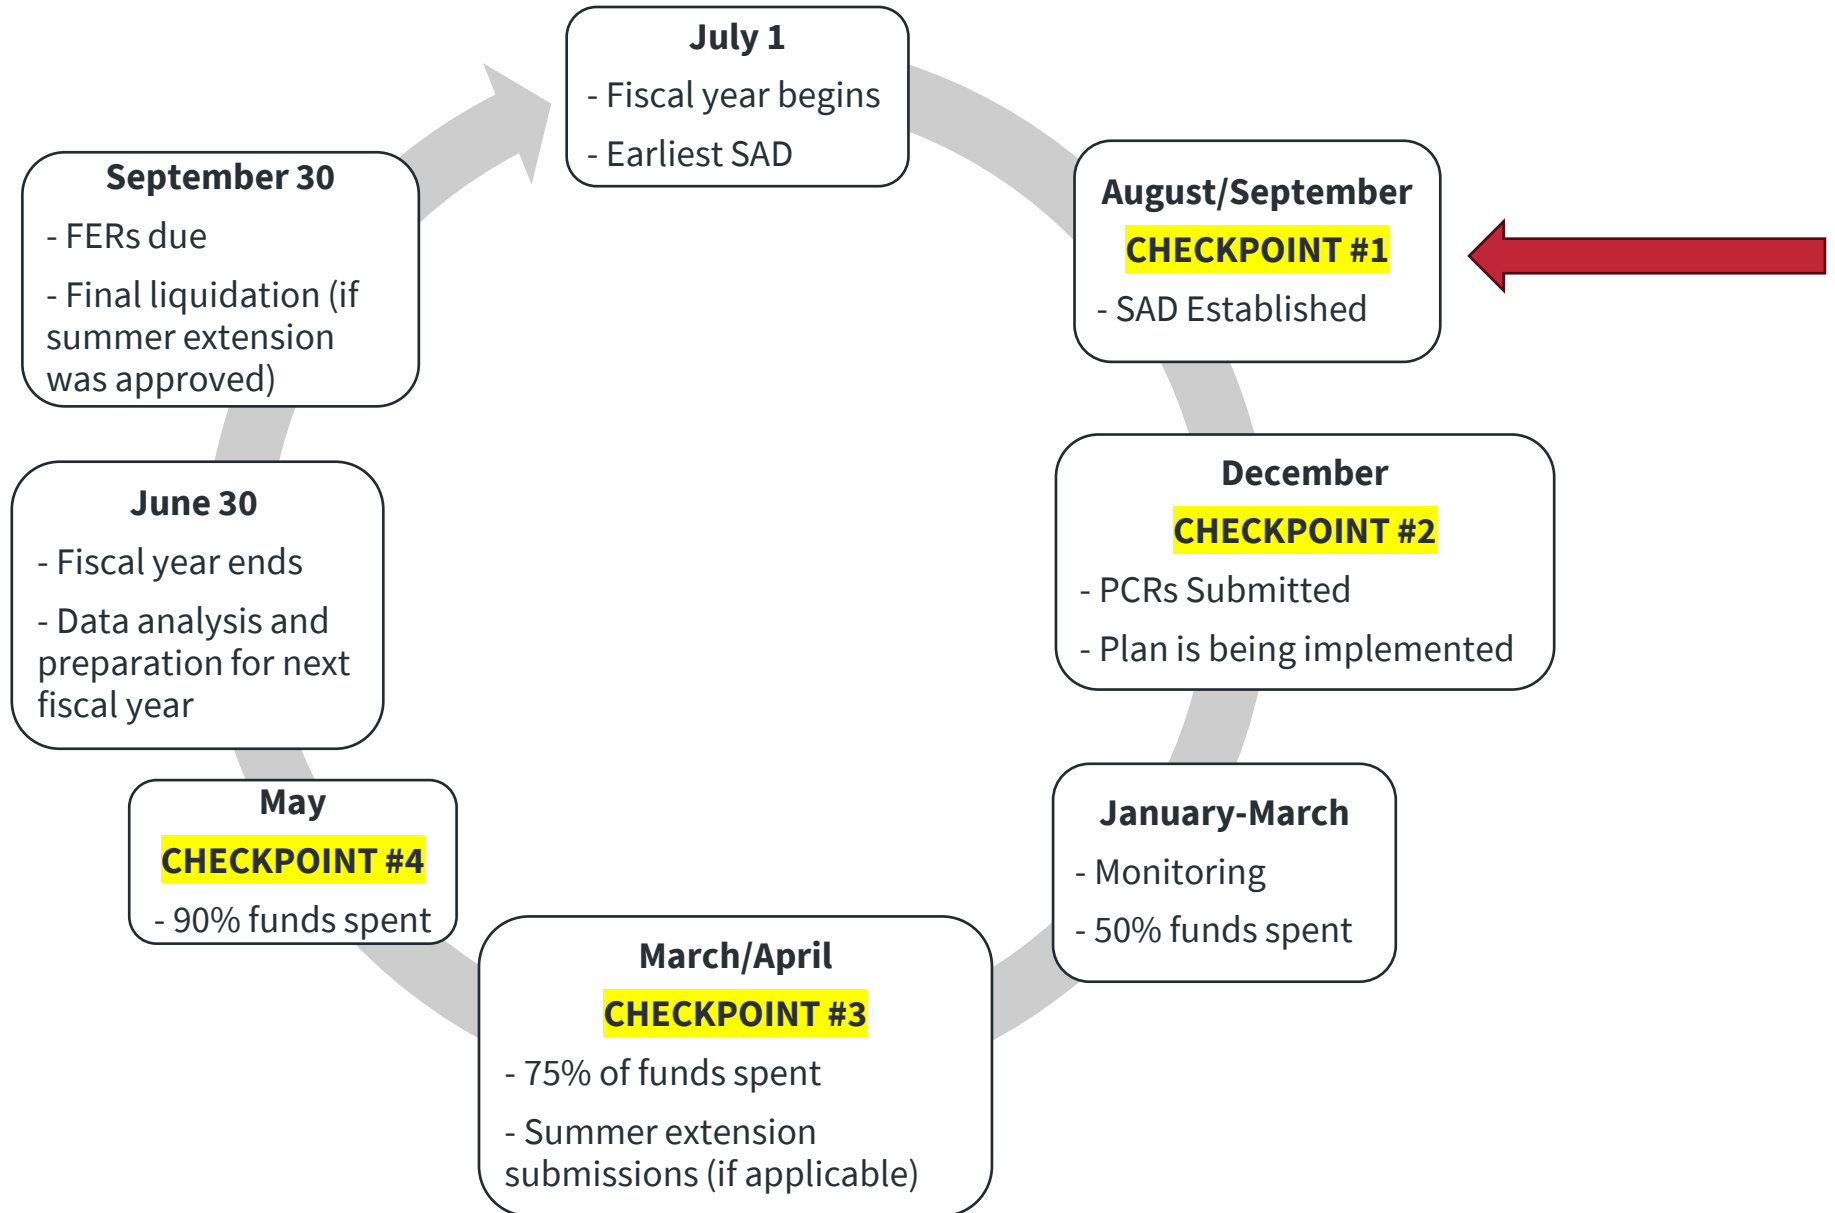 July 1
- Fiscal year begins
- Earliest SAD
August/September
CHECKPOINT #1
- SAD Established
December
CHECKPOINT #2
- PCRs Submitted
- Plan is being implemented
January-March
- Monitoring
- 50% funds spent
March/April
CHECKPOINT #3
- 75% of funds spent
- Summer extension
submissions (if applicable)
May
CHECKPOINT #4
- 90% funds spent
June 30
- Fiscal year ends
- Data analysis and
preparation for next
fiscal year
September 30
- FERs due
- Final liquidation (if
summer extension
was approved)